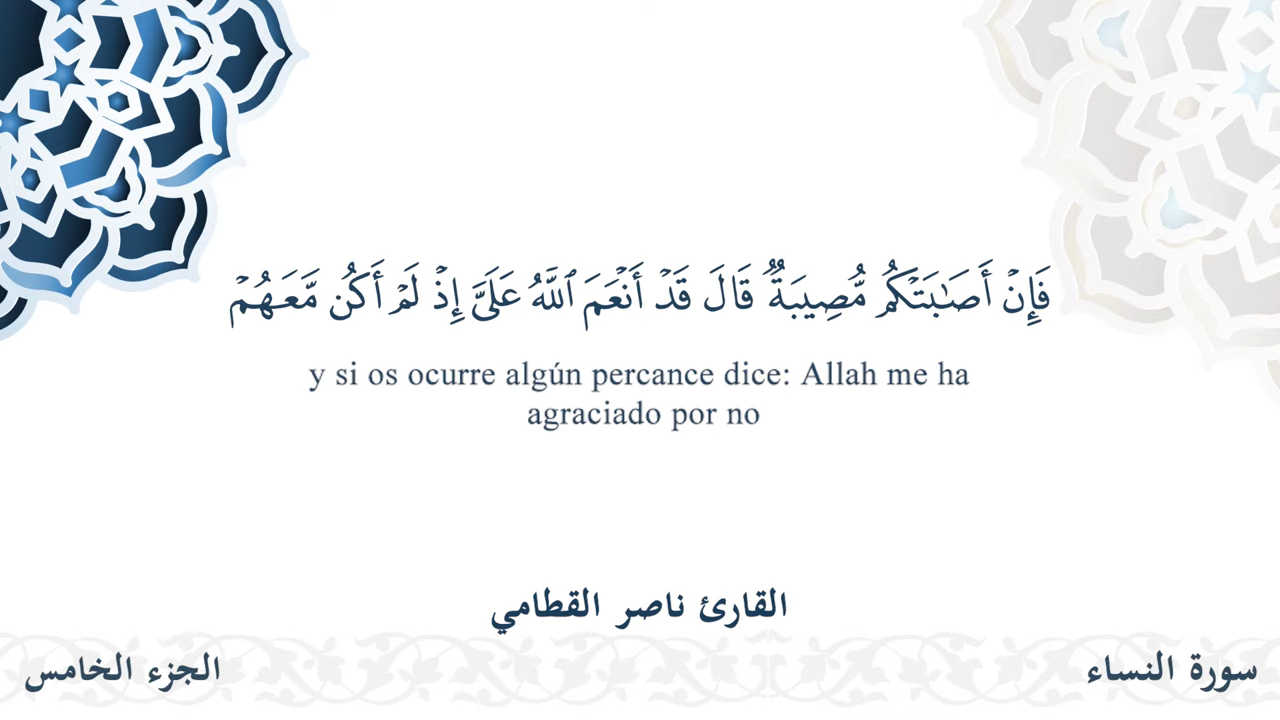 فَإِنۡ أَصَٰبَتۡكُم مُّصِيبَةٞ قَالَ قَدۡ أَنۡعَمَ ٱللَّهُ عَلَيَّ إِذۡ لَمۡ أَكُن مَّعَهُمۡ
y si os ocurre algún percance dice: Allah me ha
agraciado por no
القارئ ناصر القطامي
سورة النساء
الجزء الخامس